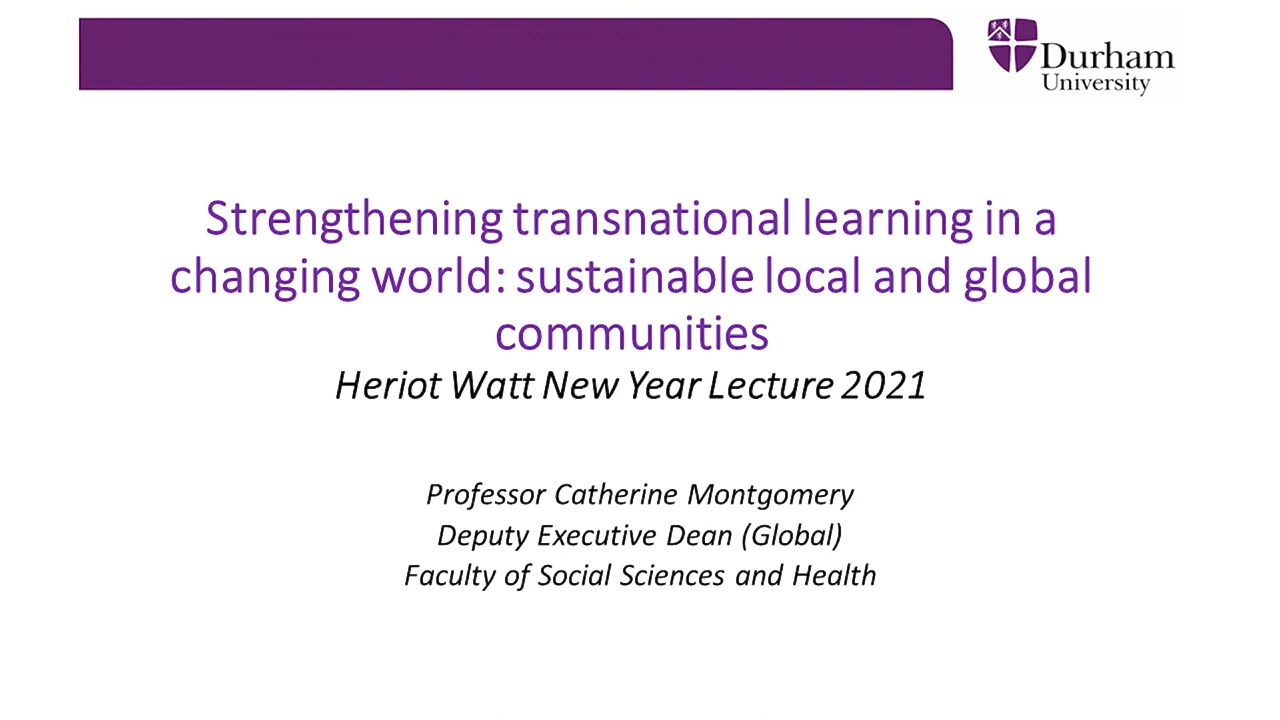 Durham
University
Strengthening transnational learning in a
changing world: sustainable local and global
communities
Heriot Watt New Year Lecture 2021
Professor Catherine Montgomery
Deputy Executive Dean (Global)
Faculty of Social Sciences and Health